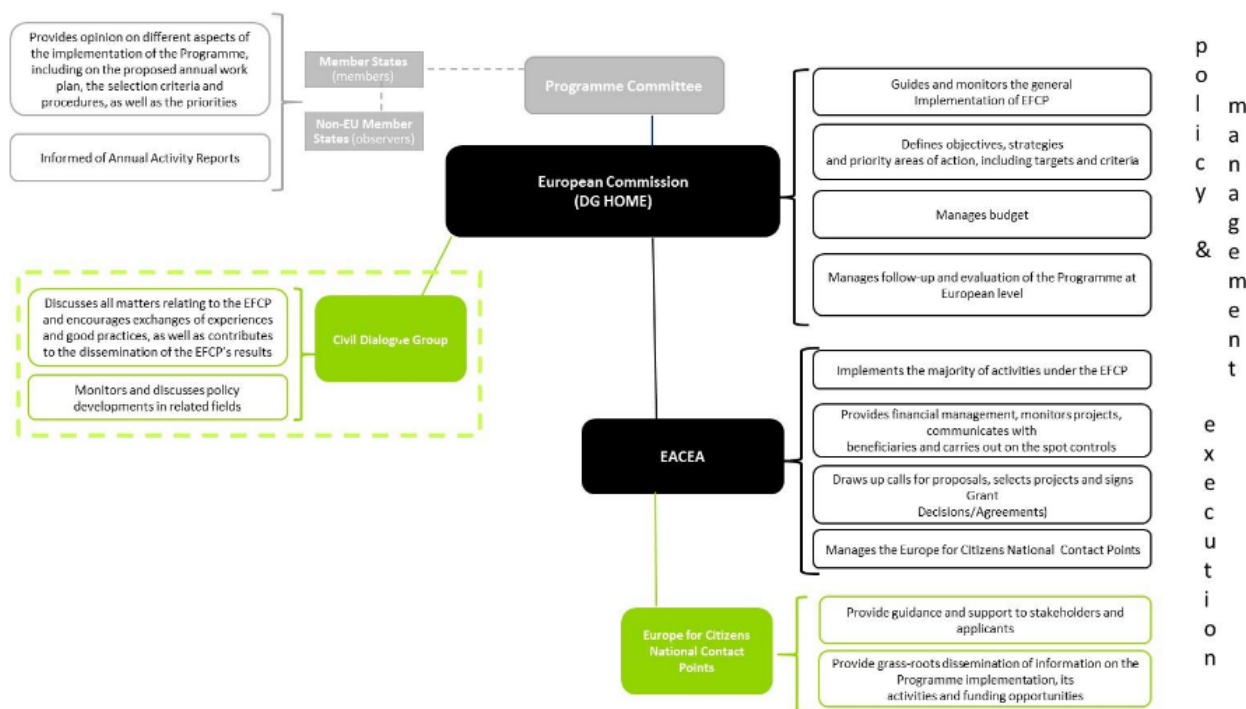 Provides opinion on different aspects of
the implementation of the Programme,
including on the proposed annual work
plan, the selection criteria and
procedures, as well as the priorities
Informed of Annual Activity Reports
Member States
(members)
Non-EU Member
States (observers)
Programme Committee
European Commission
(DG HOME)
Guides and monitors the general
Implementation of EFCP
Defines objectives, strategies
and priority areas of action, including targets and criteria
Manages budget
Manages follow-up and evaluation of the Programme at
European level
policy &
management
Discusses all matters relating to the EFCP
and encourages exchanges of experiences
and good practices, as well as contributes
to the dissemination of the EFCP's results
Monitors and discusses policy
developments in related fields
Civil Dialogue Group
EACEA
Implements the majority of activities under the EFCP
Provides financial management, monitors projects,
communicates with
beneficiaries and carries out on the spot controls
Draws up calls for proposals, selects projects and signs
Grant
Decisions/Agreements)
Manages the Europe for Citizens National Contact Points
execution
Europe for Citizens
National Contact
Points
Provide guidance and support to stakeholders and
applicants
Provide grass-roots dissemination of information on the
Programme implementation, its
activities and funding opportunities